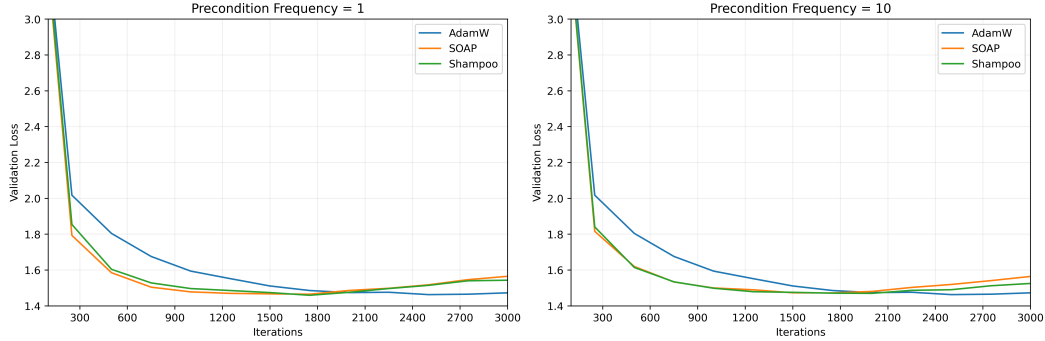 Precondition Frequency = 1
3.0
2.8
2.6
2.4
2.2
2.0
1.8
1.6
1.4
Validation Loss
300 600 900 1200 1500 1800 2100 2400 2700 3000
Iterations
AdamW
SOAP
Shampoo
Precondition Frequency = 10
3.0
2.8
2.6
2.4
2.2
2.0
1.8
1.6
1.4
Validation Loss
300 600 900 1200 1500 1800 2100 2400 2700 3000
Iterations
AdamW
SOAP
Shampoo